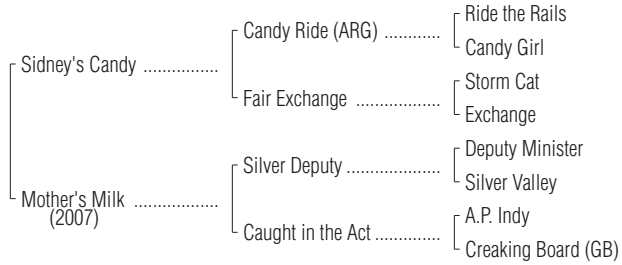 Ride the Rails
Candy Ride (ARG) ............
Candy Girl
Sidney's Candy ................
Storm Cat
Fair Exchange ..................
Exchange
Deputy Minister
Silver Deputy ....................
Silver Valley
Mother's Milk ..................
(2007)
A.P. Indy
Caught in the Act ..............
Creaking Board (GB)